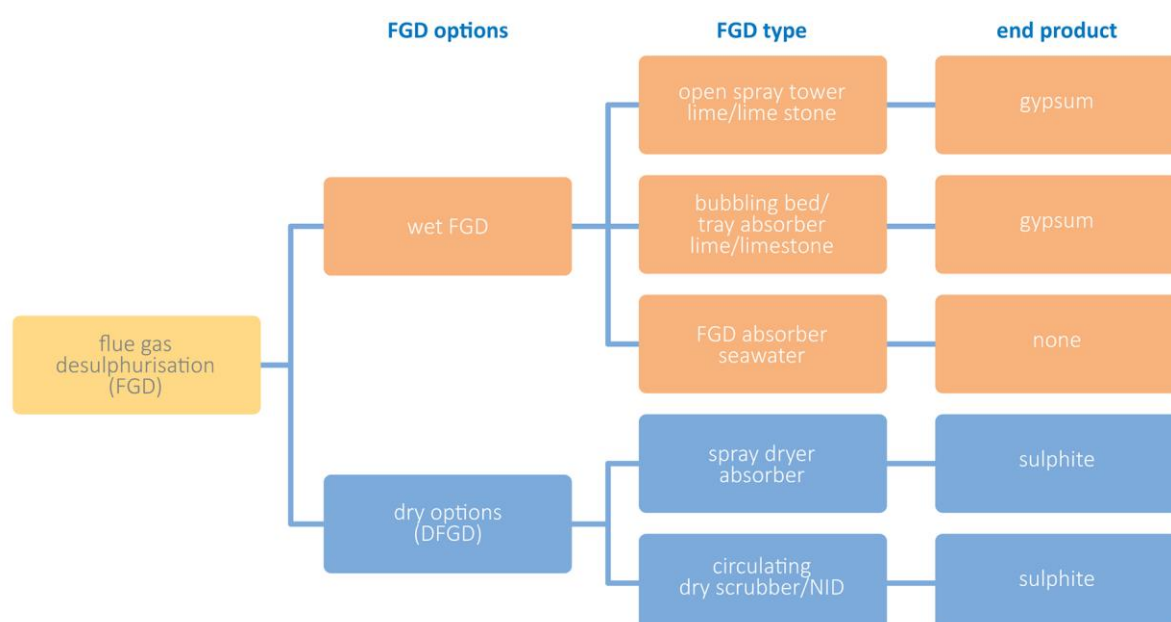 FGD options
FGD type
end product
open spray tower
lime/lime stone
gypsum
wet FGD
bubbling bed/
tray absorber
lime/limestone
gypsum
FGD absorber
seawater
none
flue gas
desulphurisation
(FGD)
spray dryer
absorber
sulphite
dry options
(DFGD)
circulating
dry scrubber/NID
sulphite